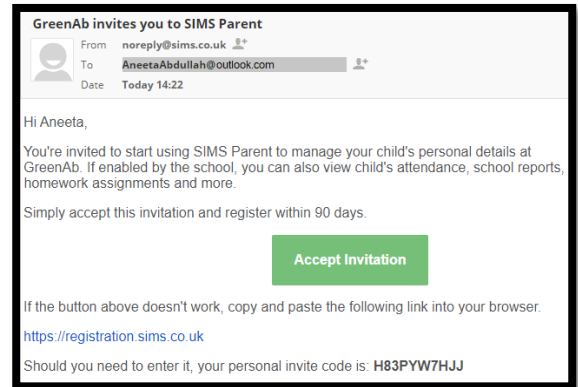 GreenAb invites you to SIMS Parent
From noreply@sims.co.uk
To AneetaAbdullah@outlook.com
Date Today 14:22
Hi Aneeta,
You're invited to start using SIMS Parent to manage your child's personal details at
GreenAb. If enabled by the school, you can also view child's attendance, school reports,
homework assignments and more.
Simply accept this invitation and register within 90 days.
Accept Invitation
If the button above doesn't work, copy and paste the following link into your browser.
https://registration.sims.co.uk
Should you need to enter it, your personal invite code is: H83PYW7HJJ